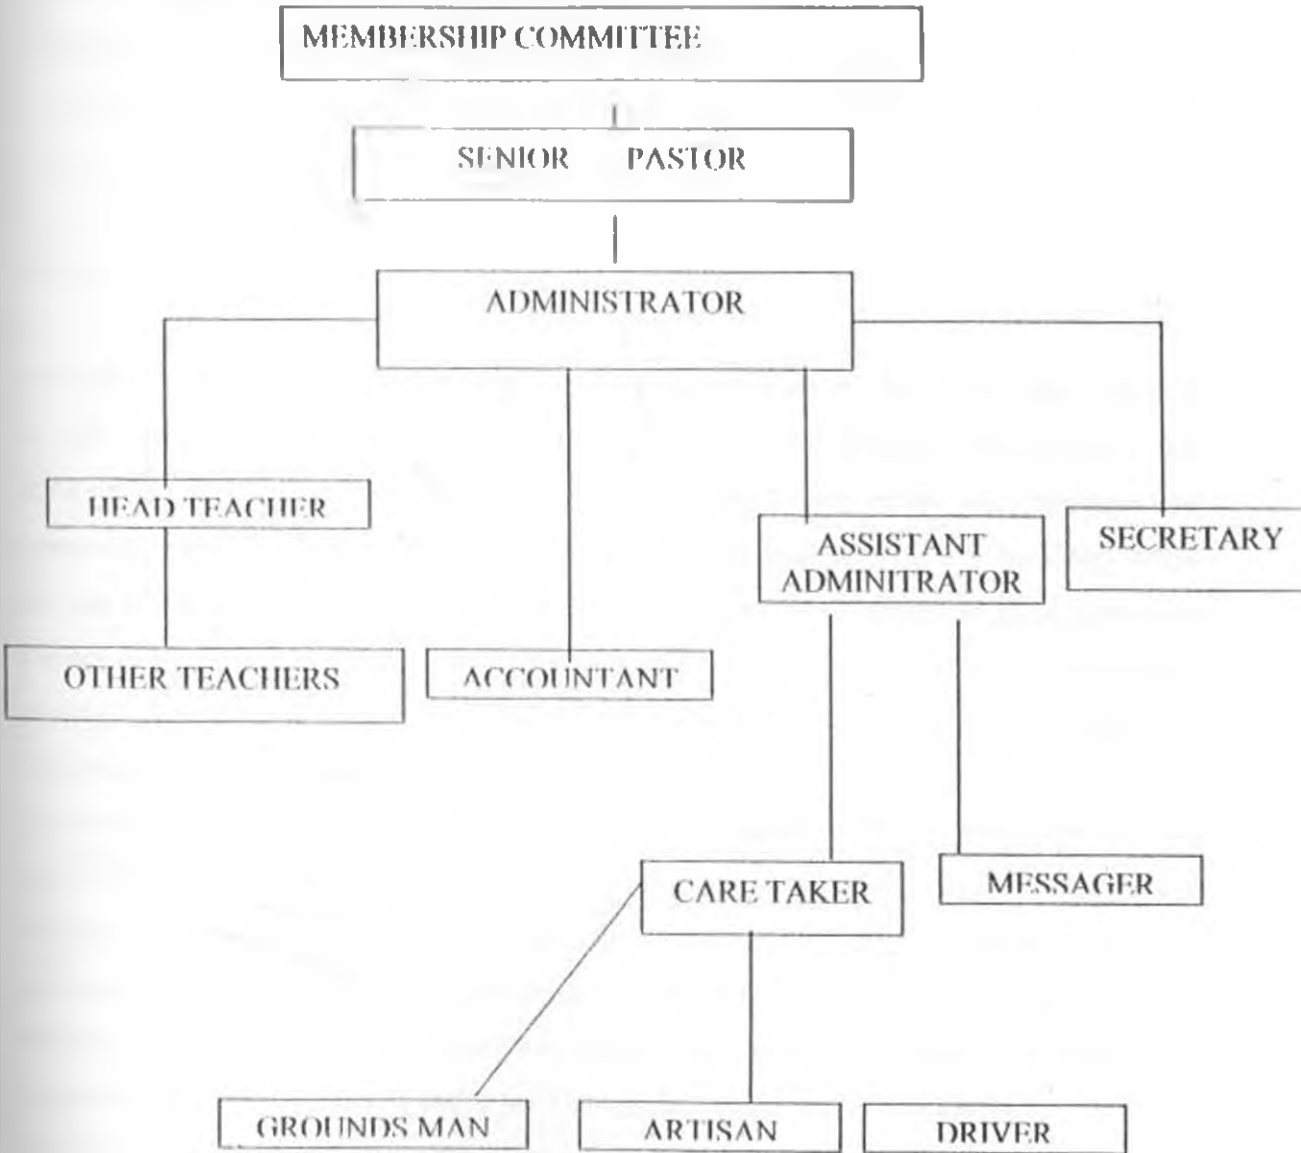 MEMBERSHIP COMMITTEE
SENIOR PASTOR
ADMINISTRATOR
HEAD TEACHER
ASSISTANT
ADMINITRATOR
SECRETARY
OTHER TEACHERS
ACCOUNTANT
CARE TAKER
MESSAGER
GROUNDS MAN
ARTISAN
DRIVER